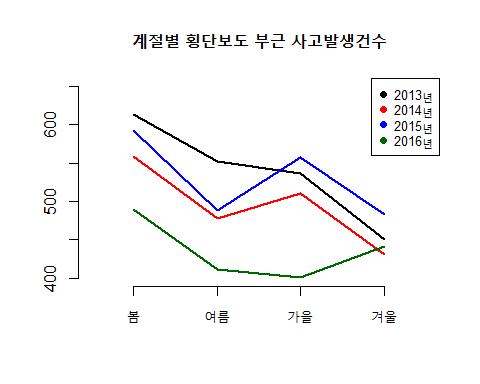 계절별 횡단보도 부근 사고발생건수
2013년
2014년
2015년
2016년
600
500
400
봄 여름 가을 겨울